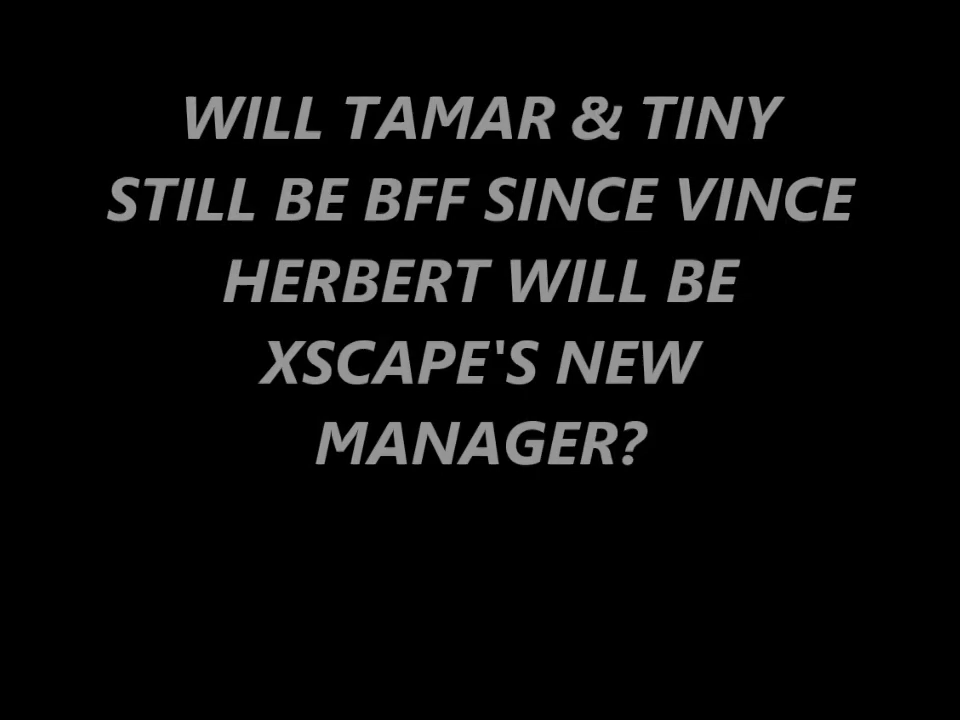 WILL TAMAR & TINY
STILL BE BFF SINCE VINCE
HERBERT WILL BE
XSCAPE'S NEW
MANAGER?